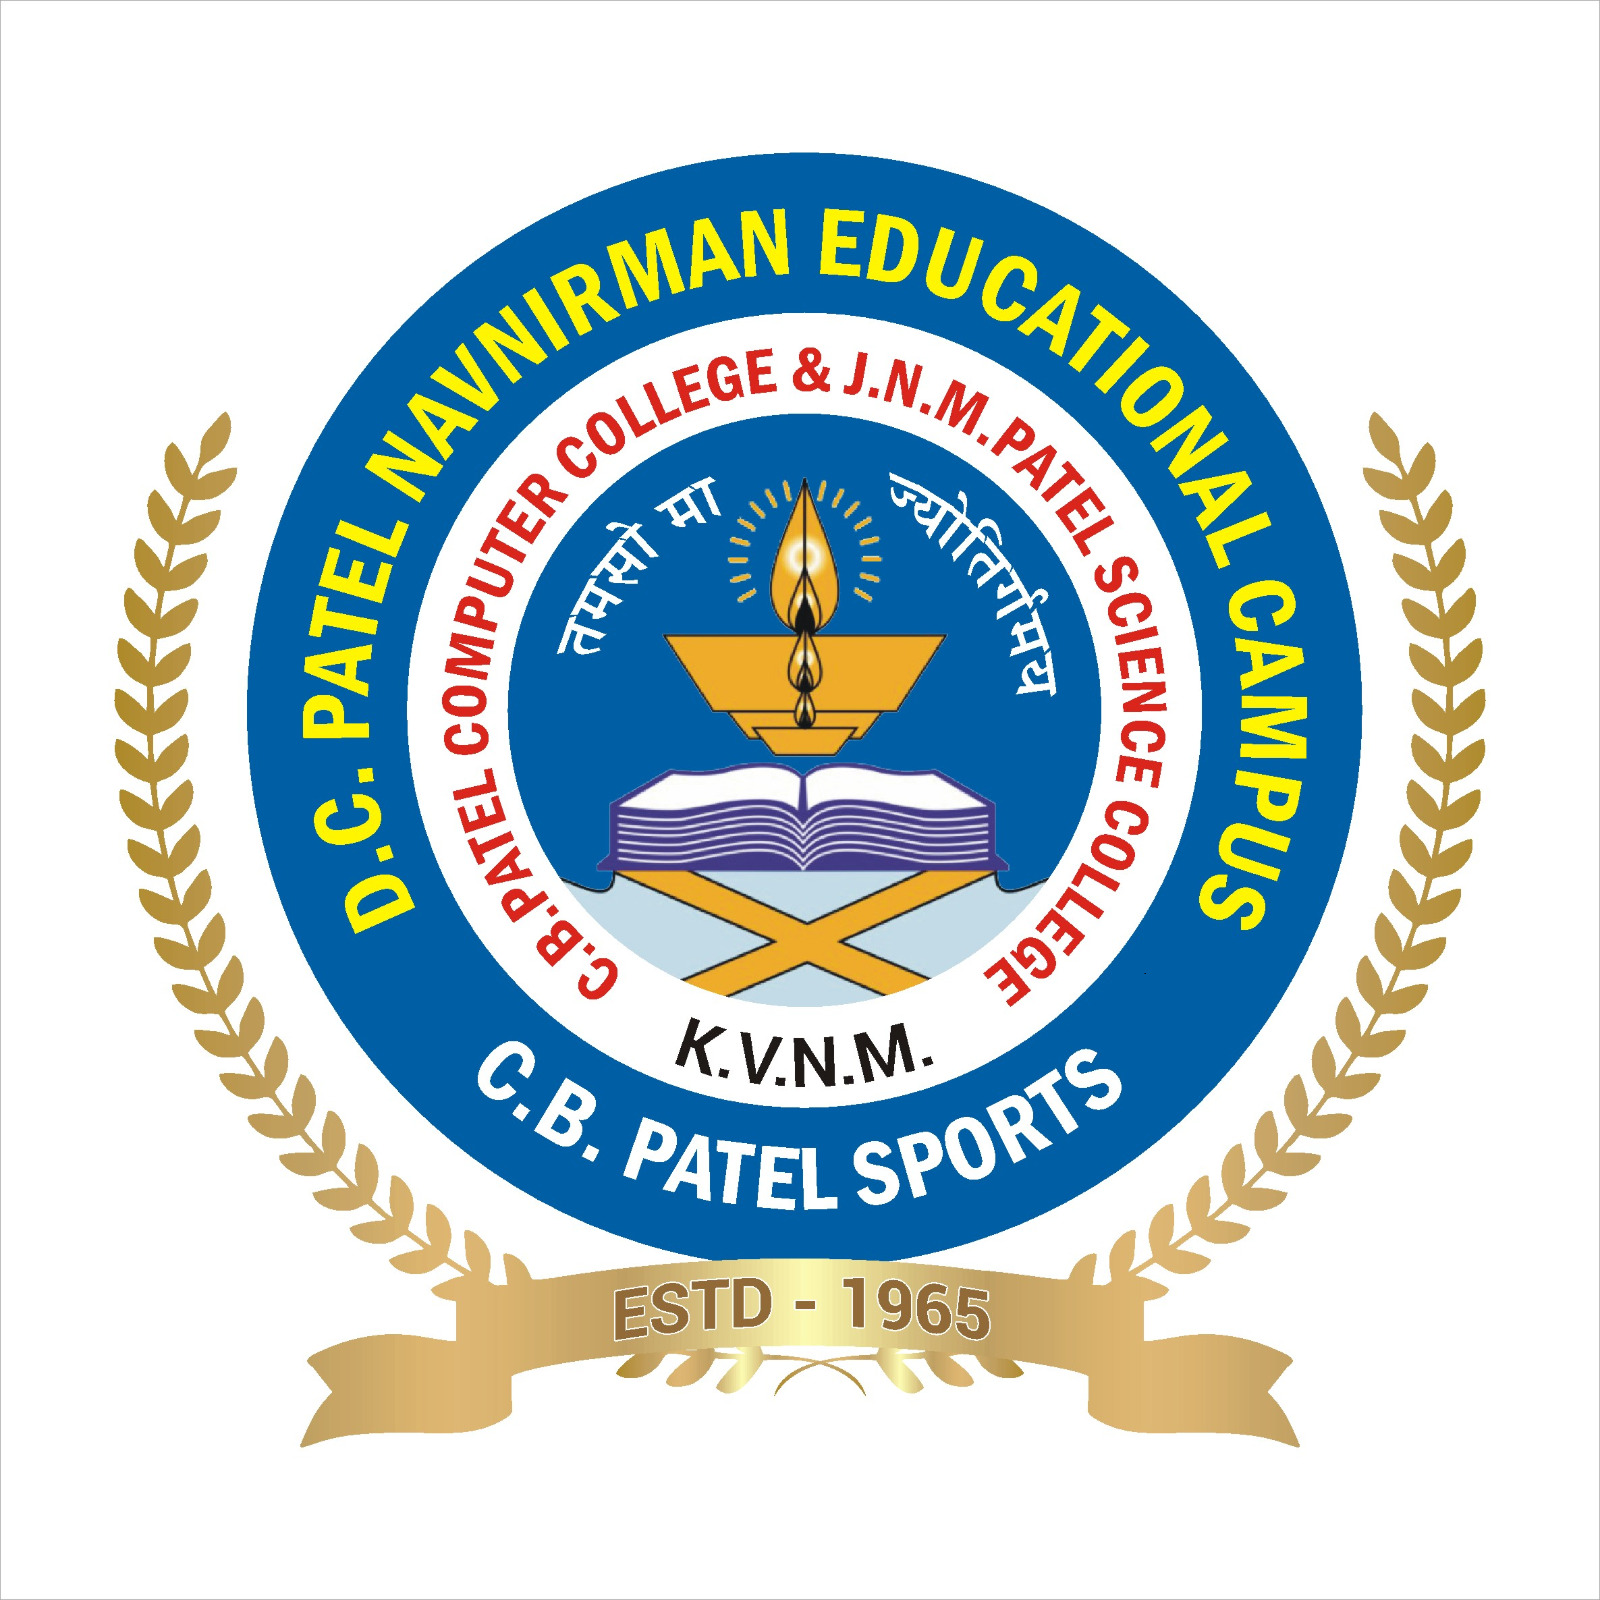 D.C. PATEL NAVNIRMAN EDUCATIONAL CAMPUS
C.B.PATEL COMPUTER COLLEGE & J.N.M.PATEL SCIENCE COLLEGE
तमसो मा ज्योतिर्गमय
K.V.N.M.
C.B. PATEL SPORTS
ESTD - 1965